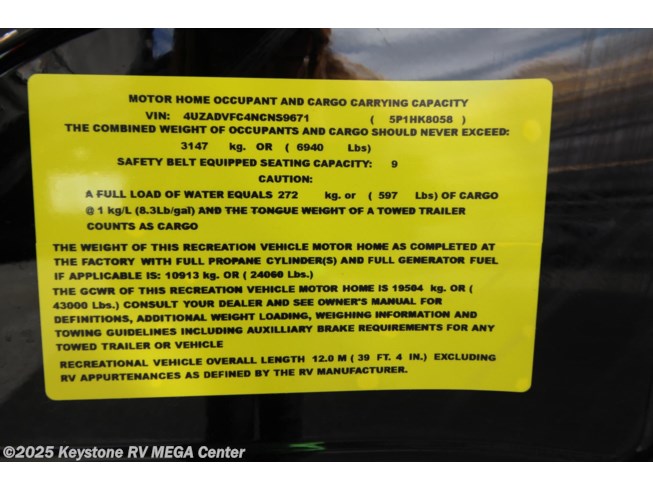 MOTOR HOME OCCUPANT AND CARGO CARRYING CAPACITY
VIN: 4UZADVFC4NCNS9671 ( 5P1HK8058 )
THE COMBINED WEIGHT OF OCCUPANTS AND CARGO SHOULD NEVER EXCEED:
3147 kg. OR ( 6940 Lbs)
SAFETY BELT EQUIPPED SEATING CAPACITY: 9
CAUTION:
A FULL LOAD OF WATER EQUALS 272 kg. or ( 597 Lbs) OF CARGO
@ 1 kg/L (8.3Lb/gal) AND THE TONGUE WEIGHT OF A TOWED TRAILER
COUNTS AS CARGO
THE WEIGHT OF THIS RECREATION VEHICLE MOTOR HOME AS COMPLETED AT
THE FACTORY WITH FULL PROPANE CYLINDER(S) AND FULL GENERATOR FUEL
IF APPLICABLE IS: 10913 kg. OR ( 24060 Lbs.)
THE GCWR OF THIS RECREATION VEHICLE MOTOR HOME IS 19504 kg. OR (
43000 Lbs.) CONSULT YOUR DEALER AND SEE OWNER'S MANUAL FOR
DEFINITIONS, ADDITIONAL WEIGHT LOADING, WEIGHING INFORMATION AND
TOWING GUIDELINES INCLUDING AUXILLIARY BRAKE REQUIREMENTS FOR ANY
TOWED TRAILER OR VEHICLE
RECREATIONAL VEHICLE OVERALL LENGTH 12.0 M ( 39 FT. 4 IN.) EXCLUDING
RV APPURTENANCES AS DEFINED BY THE RV MANUFACTURER.
©2025 Keystone RV MEGA Center